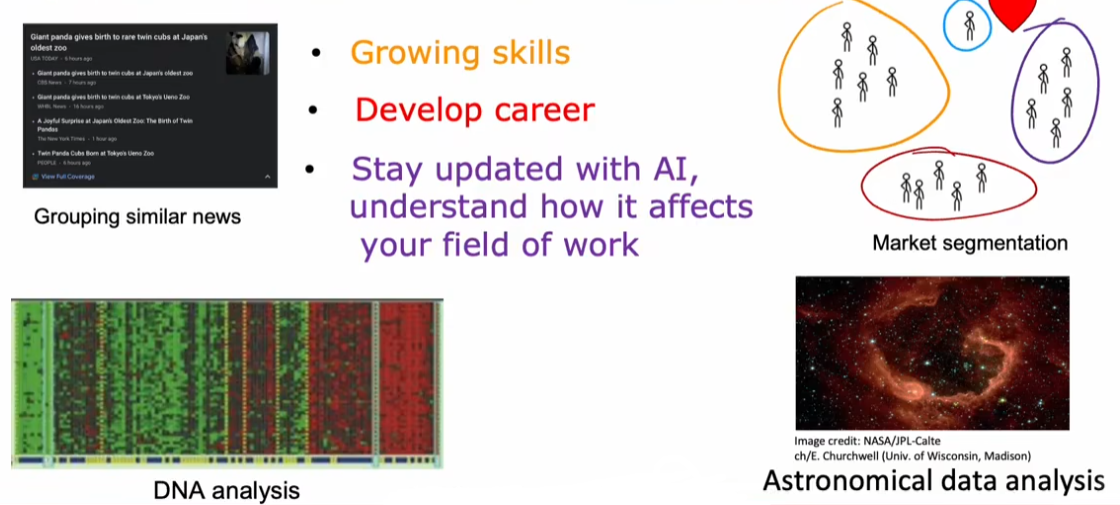 Giant panda gives birth to rare twin cubs at Japan's
oldest zoo
USA TODAY • 6 hours ago
• Giant panda gives birth to twin cubs at Japan's oldest zoo
CBS News • 7 hours ago
• Giant panda gives birth to twin cubs at Tokyo's Ueno Zoo
WHBL News • 16 hours ago
• A Joyful Surprise at Japan's Oldest Zoo: The Birth of Twin
Pandas
The New York Times • 1 hour ago
• Twin Panda Cubs Born at Tokyo's Ueno Zoo
PEOPLE • 6 hours ago
View Full Coverage
Grouping similar news
• Growing skills
• Develop career
• Stay updated with AI,
understand how it affects
your field of work
Market segmentation
DNA analysis
Image credit: NASA/JPL-Calte
ch/E. Churchwell (Univ. of Wisconsin, Madison)
Astronomical data analysis